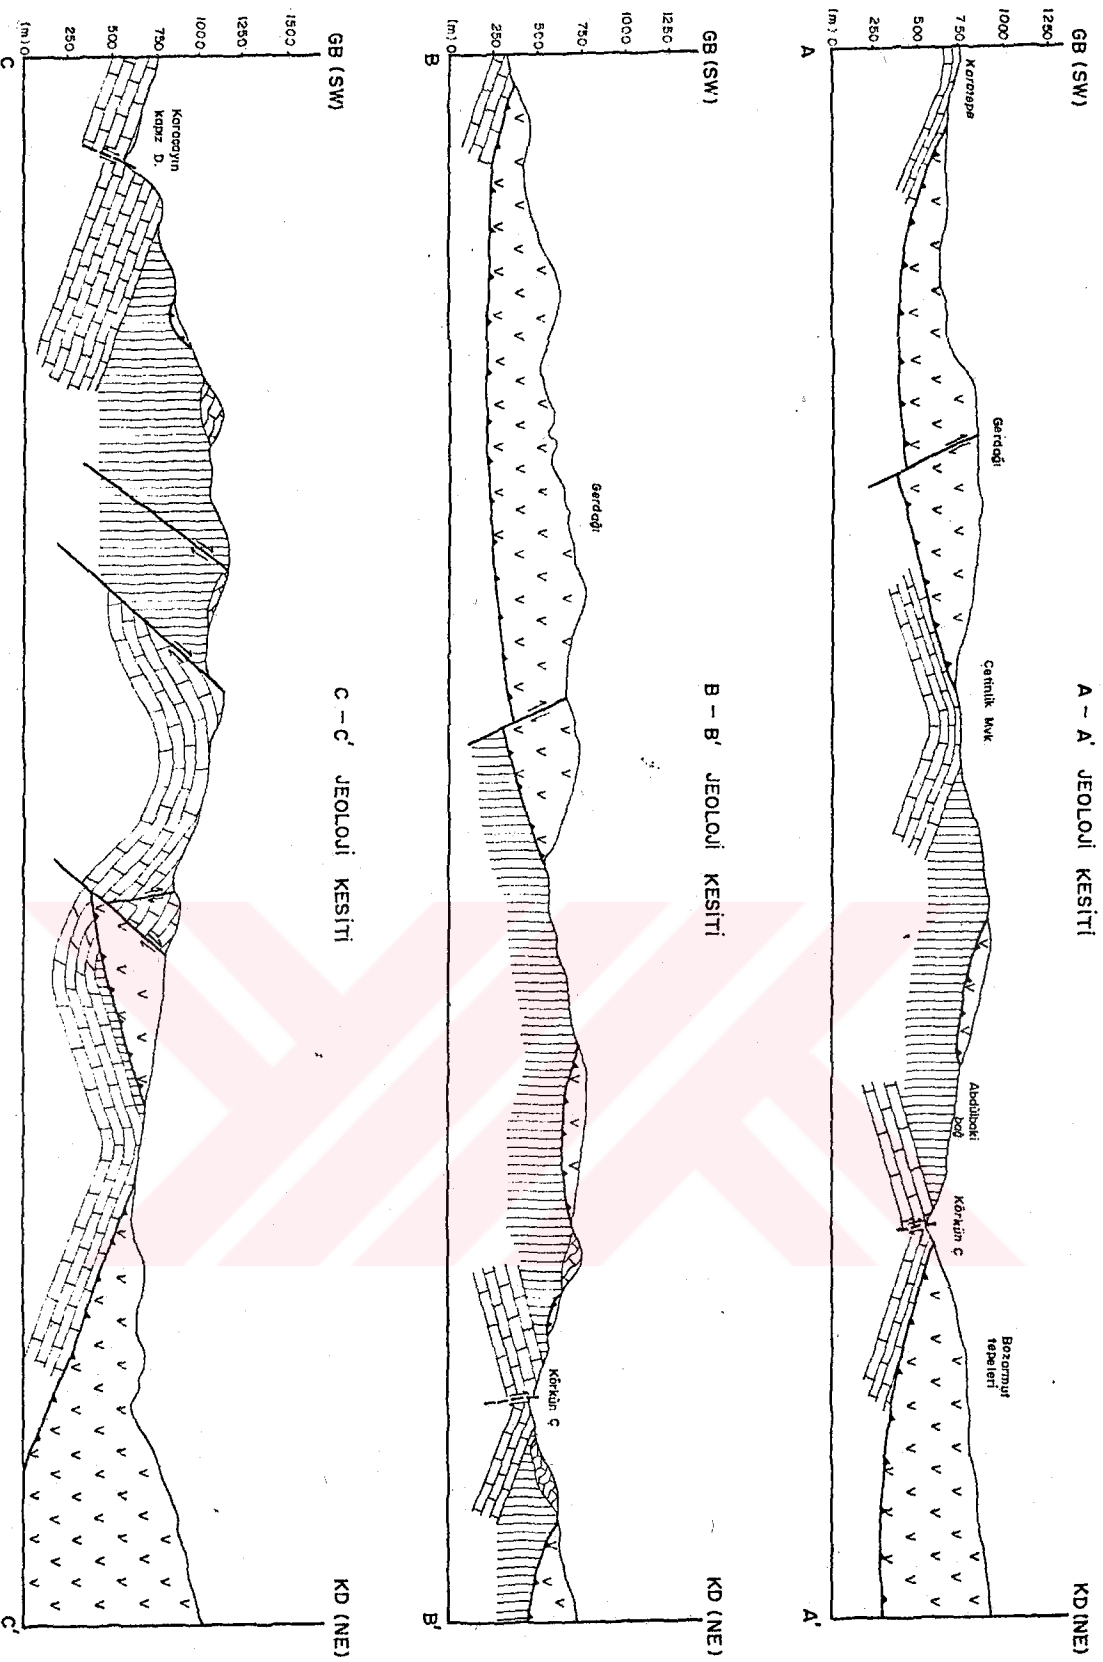 A – A' JEOLOJİ KESİTİ
GB (SW)
KD (NE)
1250
1000
750
500
250
(m) 0
A
A'
Karatepe
Gerdağı
Çetinlik Mvk
Abdülbaki
bağ
Körkün Ç
Bozarmut
tepeleri
B – B' JEOLOJİ KESİTİ
GB (SW)
KD (NE)
1250
1000
750
500
250
(m) 0
B
B'
Gerdağı
Körkün Ç
C – C' JEOLOJİ KESİTİ
GB (SW)
KD (NE)
1500
1250
1000
750
500
250
(m) 0
C
C'
Karaçayın
kapız D.